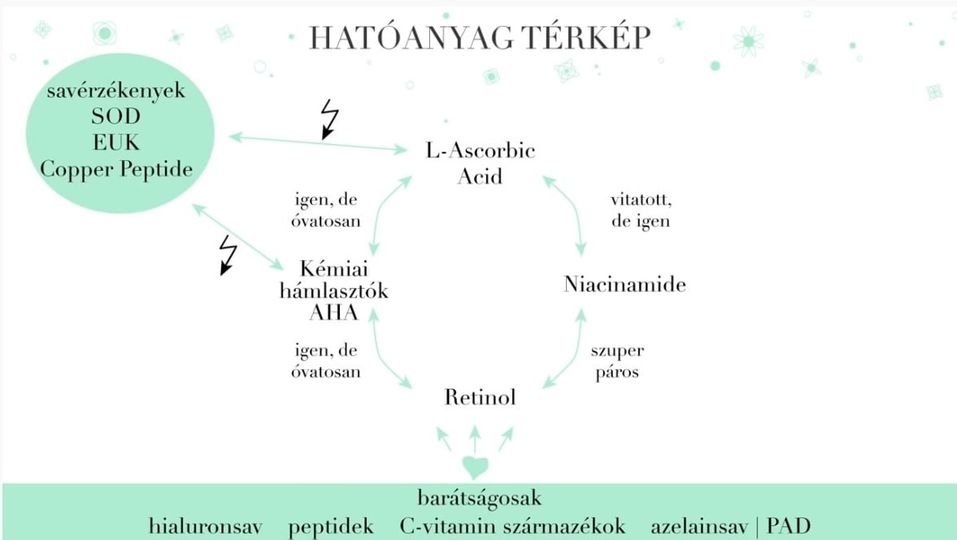 HATÓANYAG TÉRKÉP
savérzékenyek
SOD
EUK
Copper Peptide
L-Ascorbic
Acid
igen, de
óvatosan
vitatott,
de igen
Kémiai
hámlasztók
AHA
Niacinamide
igen, de
óvatosan
szuper
páros
Retinol
barátságosak
hialuronsav peptidek C-vitamin származékok azelainsav | PAD